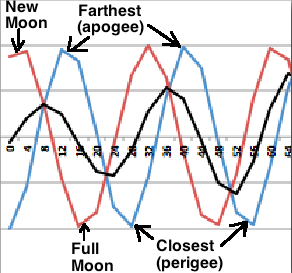 New
Moon
Farthest
(apogee)
0 4 8 12 16 20 24 28 32 36 40 44 48 52 56 60 64
Full
Moon
Closest
(perigee)